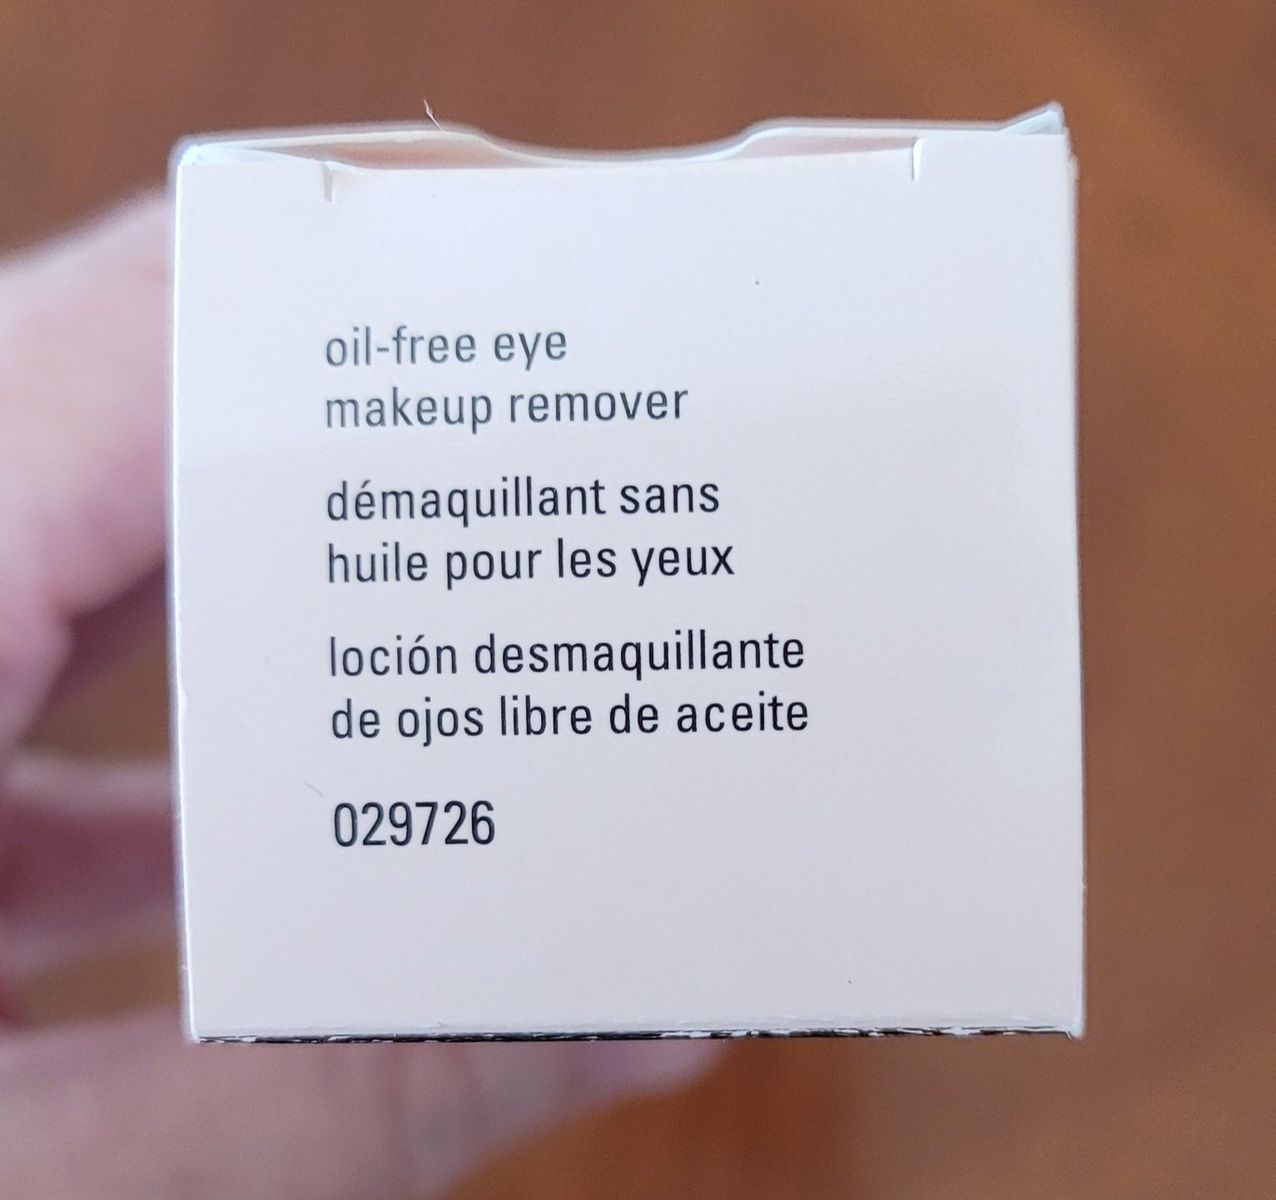 oil-free eye
makeup remover
démaquillant sans
huile pour les yeux
loción desmaquillante
de ojos libre de aceite
029726